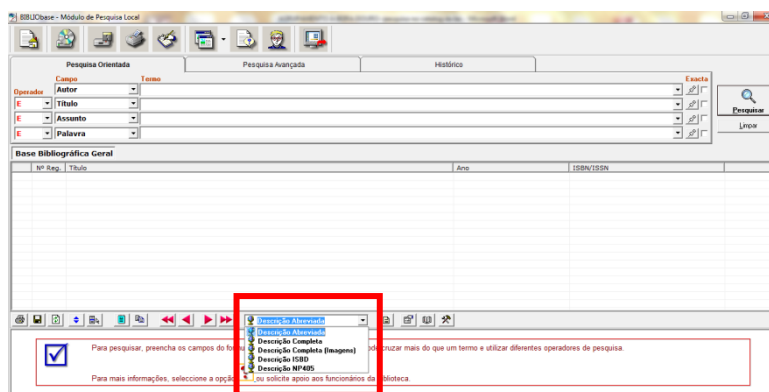 BIBLIObase - Módulo de Pesquisa Local
Pesquisa Orientada
Pesquisa Avançada
Histórico
Campo
Termo
Exacta
Operador
Autor
E
Título
E
Assunto
E
Palavra
Pesquisar
Limpar
Base Bibliográfica Geral
Nº Reg.
Título
Ano
ISBN/ISSN
Descrição Abreviada
Descrição Abreviada
Descrição Completa
Descrição Completa (Imagens)
Descrição ISBD
Descrição NP405
Para pesquisar, preencha os campos do cruzar mais do que um termo e utilizar diferentes operadores de pesquisa.
Para mais informações, seleccione a opção ou solicite apoio aos funcionários da biblioteca.